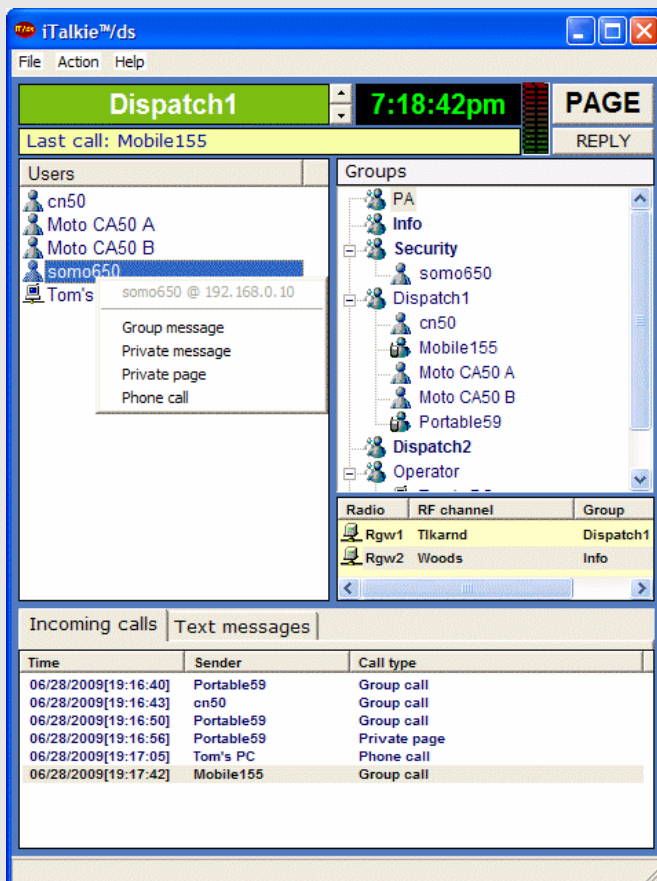 iTalkie™/ds
File Action Help
Dispatch1
7:18:42pm
PAGE
Last call: Mobile155
REPLY
Users
cn50
Moto CA50 A
Moto CA50 B
somo650
Tom's
somo650 @ 192.168.0.10
Group message
Private message
Private page
Phone call
Groups
PA
Info
Security
somo650
Dispatch1
cn50
Mobile155
Moto CA50 A
Moto CA50 B
Portable59
Dispatch2
Operator
Radio RF channel Group
Rgw1 Tlkarnd Dispatch1
Rgw2 Woods Info
Incoming calls Text messages
Time Sender Call type
06/28/2009[19:16:40] Portable59 Group call
06/28/2009[19:16:43] cn50 Group call
06/28/2009[19:16:50] Portable59 Group call
06/28/2009[19:16:56] Portable59 Private page
06/28/2009[19:17:05] Tom's PC Phone call
06/28/2009[19:17:42] Mobile155 Group call